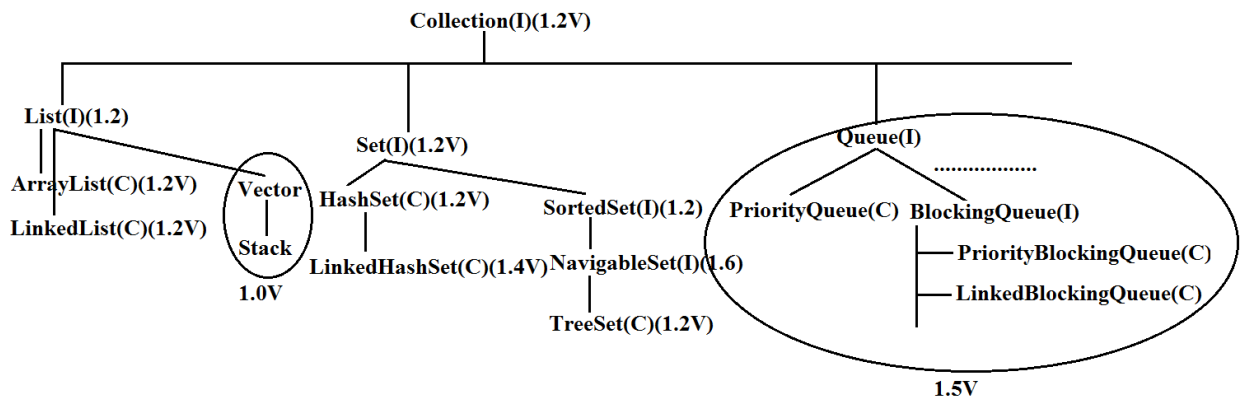 Collection(I)(1.2V)
List(I)(1.2)
ArrayList(C)(1.2V)
LinkedList(C)(1.2V)
Vector
Stack
1.0V
Set(I)(1.2V)
HashSet(C)(1.2V)
LinkedHashSet(C)(1.4V)
SortedSet(I)(1.2)
NavigableSet(I)(1.6)
TreeSet(C)(1.2V)
Queue(I)
...................
PriorityQueue(C)
BlockingQueue(I)
PriorityBlockingQueue(C)
LinkedBlockingQueue(C)
1.5V